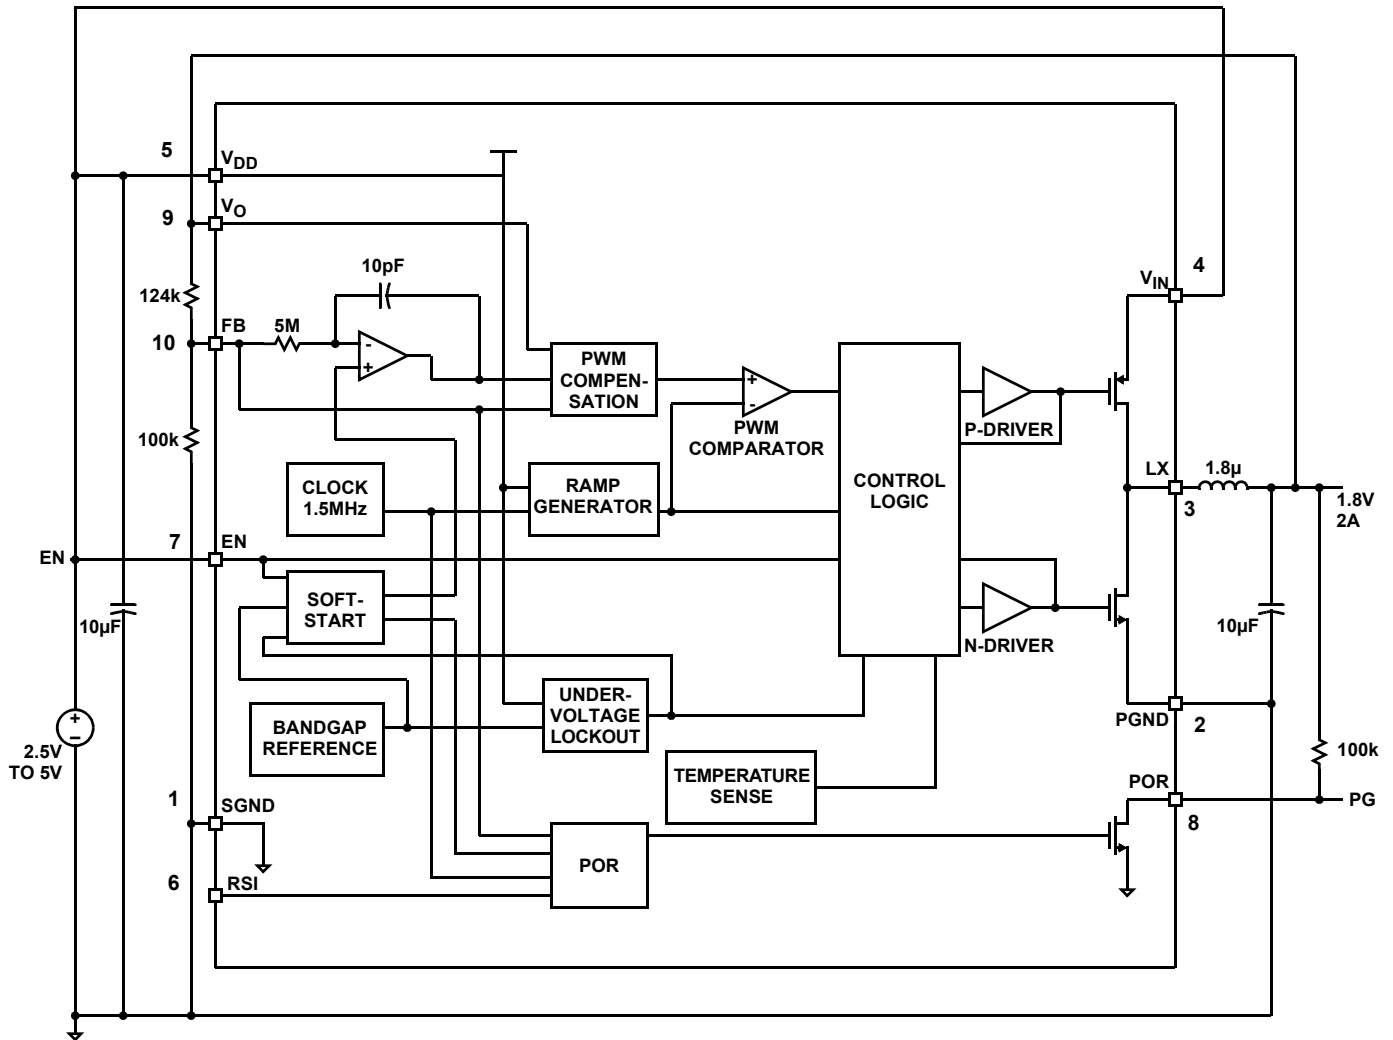 5
V_DD
9
V_O
10pF
124k
10
FB
5M
-
+
PWM
COMPEN-
SATION
+
-
PWM
COMPARATOR
CONTROL
LOGIC
P-DRIVER
V_IN
4
100k
CLOCK
1.5MHz
RAMP
GENERATOR
LX
3
1.8µ
1.8V
2A
EN
7
EN
SOFT-
START
10µF
N-DRIVER
10µF
UNDER-
VOLTAGE
LOCKOUT
BANDGAP
REFERENCE
+
–
2.5V
TO 5V
PGND
2
100k
TEMPERATURE
SENSE
1
SGND
POR
8
PG
POR
6
RSI